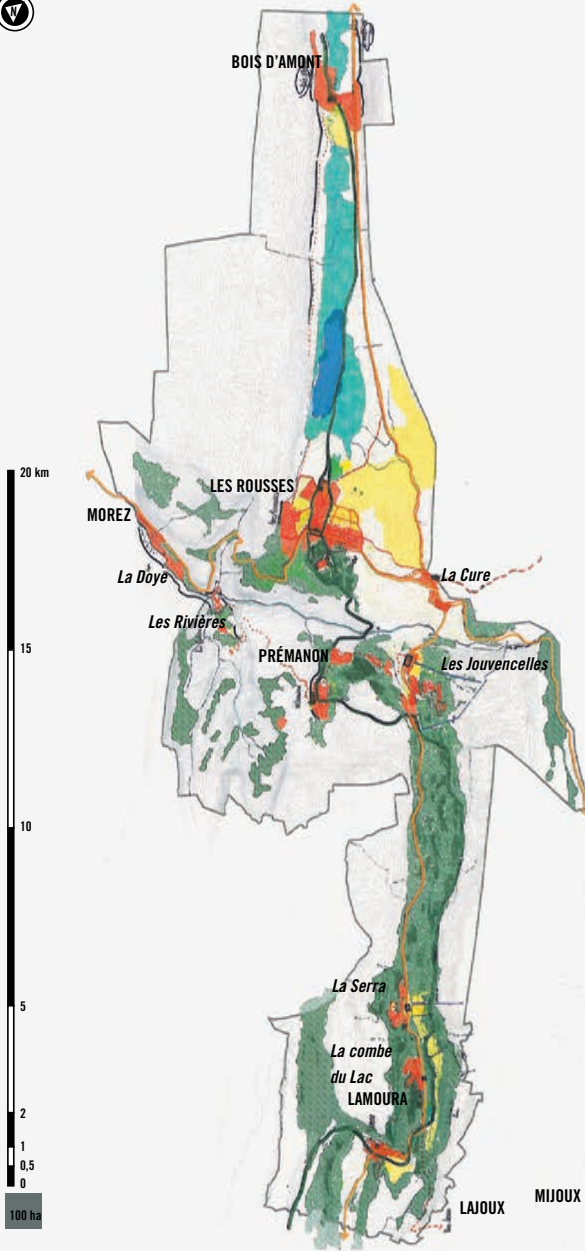 N
BOIS D'AMONT
20 km
LES ROUSSES
MOREZ
La Doye
La Cure
Les Rivières
15
PRÉMANON
Les Jouvencelles
10
La Serra
5
La combe
du Lac
LAMOURA
2
1
0,5
0
100 ha
LAJOUX
MIJOUX